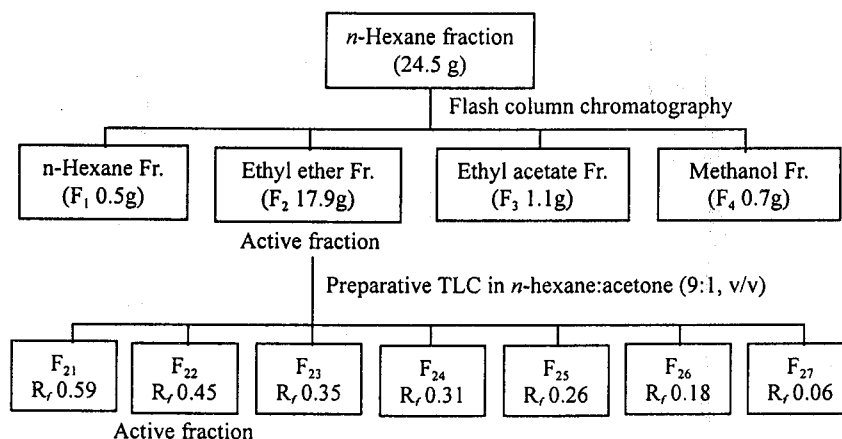 n-Hexane fraction
(24.5 g)
Flash column chromatography
n-Hexane Fr.
(F₁ 0.5g)
Ethyl ether Fr.
(F₂ 17.9g)
Ethyl acetate Fr.
(F₃ 1.1g)
Methanol Fr.
(F₄ 0.7g)
Active fraction
Preparative TLC in n-hexane:acetone (9:1, v/v)
F₂₁
R𝑓 0.59
F₂₂
R𝑓 0.45
F₂₃
R𝑓 0.35
F₂₄
R𝑓 0.31
F₂₅
R𝑓 0.26
F₂₆
R𝑓 0.18
F₂₇
R𝑓 0.06
Active fraction